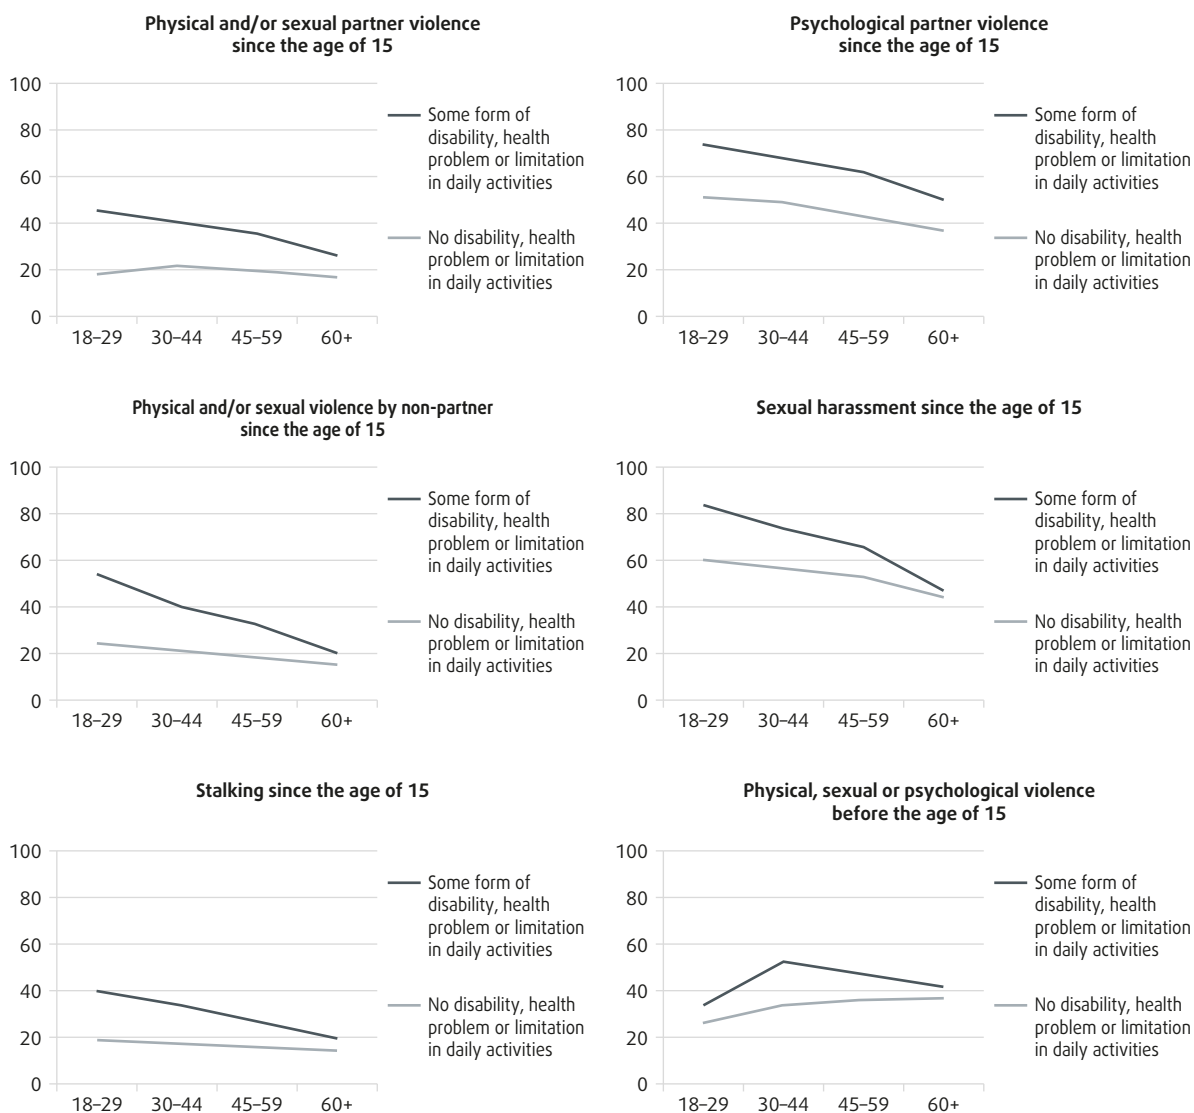 Physical and/or sexual partner violence
since the age of 15
100
80
60
40
20
0
18–29 30–44 45–59 60+
Some form of
disability, health
problem or limitation
in daily activities
No disability, health
problem or limitation
in daily activities
Psychological partner violence
since the age of 15
100
80
60
40
20
0
18–29 30–44 45–59 60+
Some form of
disability, health
problem or limitation
in daily activities
No disability, health
problem or limitation
in daily activities
Physical and/or sexual violence by non-partner
since the age of 15
100
80
60
40
20
0
18–29 30–44 45–59 60+
Some form of
disability, health
problem or limitation
in daily activities
No disability, health
problem or limitation
in daily activities
Sexual harassment since the age of 15
100
80
60
40
20
0
18–29 30–44 45–59 60+
Some form of
disability, health
problem or limitation
in daily activities
No disability, health
problem or limitation
in daily activities
Stalking since the age of 15
100
80
60
40
20
0
18–29 30–44 45–59 60+
Some form of
disability, health
problem or limitation
in daily activities
No disability, health
problem or limitation
in daily activities
Physical, sexual or psychological violence
before the age of 15
100
80
60
40
20
0
18–29 30–44 45–59 60+
Some form of
disability, health
problem or limitation
in daily activities
No disability, health
problem or limitation
in daily activities